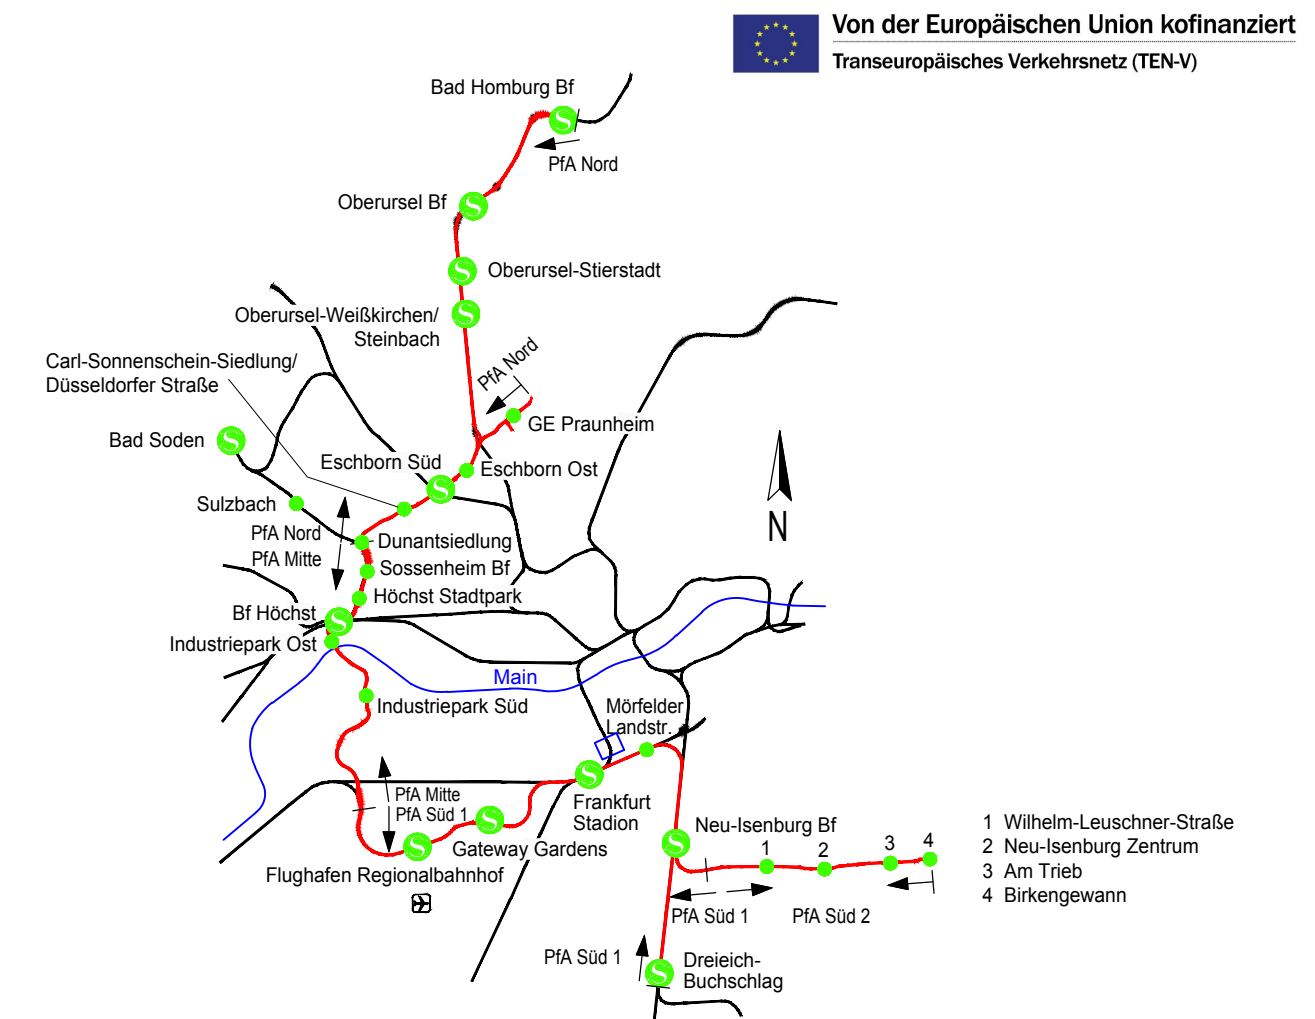 Von der Europäischen Union kofinanziert
Transeuropäisches Verkehrsnetz (TEN-V)
Bad Homburg Bf
PfA Nord
Oberursel Bf
Oberursel-Stierstadt
Oberursel-Weißkirchen/
Steinbach
PfA Nord
Carl-Sonnenschein-Siedlung/
Düsseldorfer Straße
GE Praunheim
Bad Soden
Eschborn Süd
Eschborn Ost
Sulzbach
PfA Nord
PfA Mitte
Dunantsiedlung
Sossenheim Bf
Höchst Stadtpark
Bf Höchst
Industriepark Ost
N
Main
Industriepark Süd
Mörfelder
Landstr.
PfA Mitte
PfA Süd 1
Frankfurt
Stadion
Gateway Gardens
Flughafen Regionalbahnhof
Neu-Isenburg Bf
1
2
3
4
PfA Süd 1
PfA Süd 2
PfA Süd 1
Dreieich-
Buchschlag
1 Wilhelm-Leuschner-Straße
2 Neu-Isenburg Zentrum
3 Am Trieb
4 Birkengewann